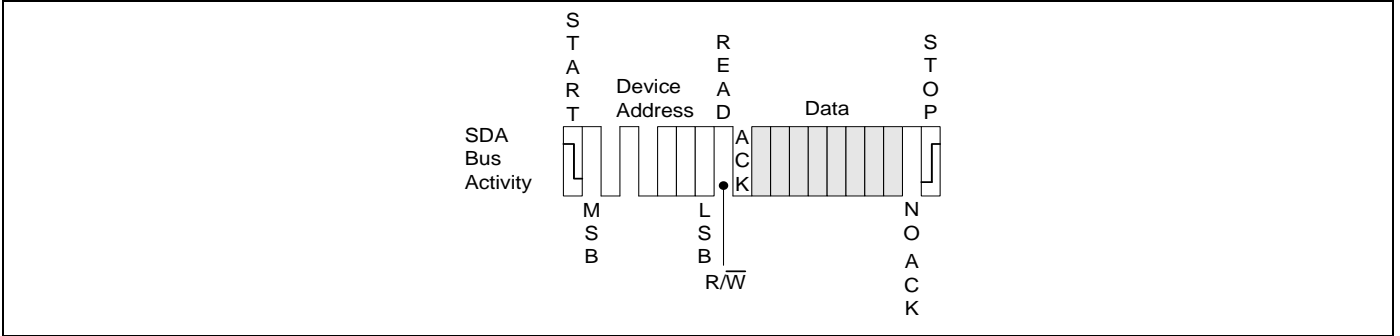 START
READ
STOP
Device
Address
Data
SDA
Bus
Activity
ACK
MSB
LSB
R/W̅
NO ACK